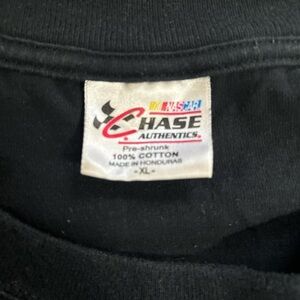 NASCAR
CHASE
AUTHENTICS.
Pre-shrunk
100% COTTON
MADE IN HONDURAS
-XL-